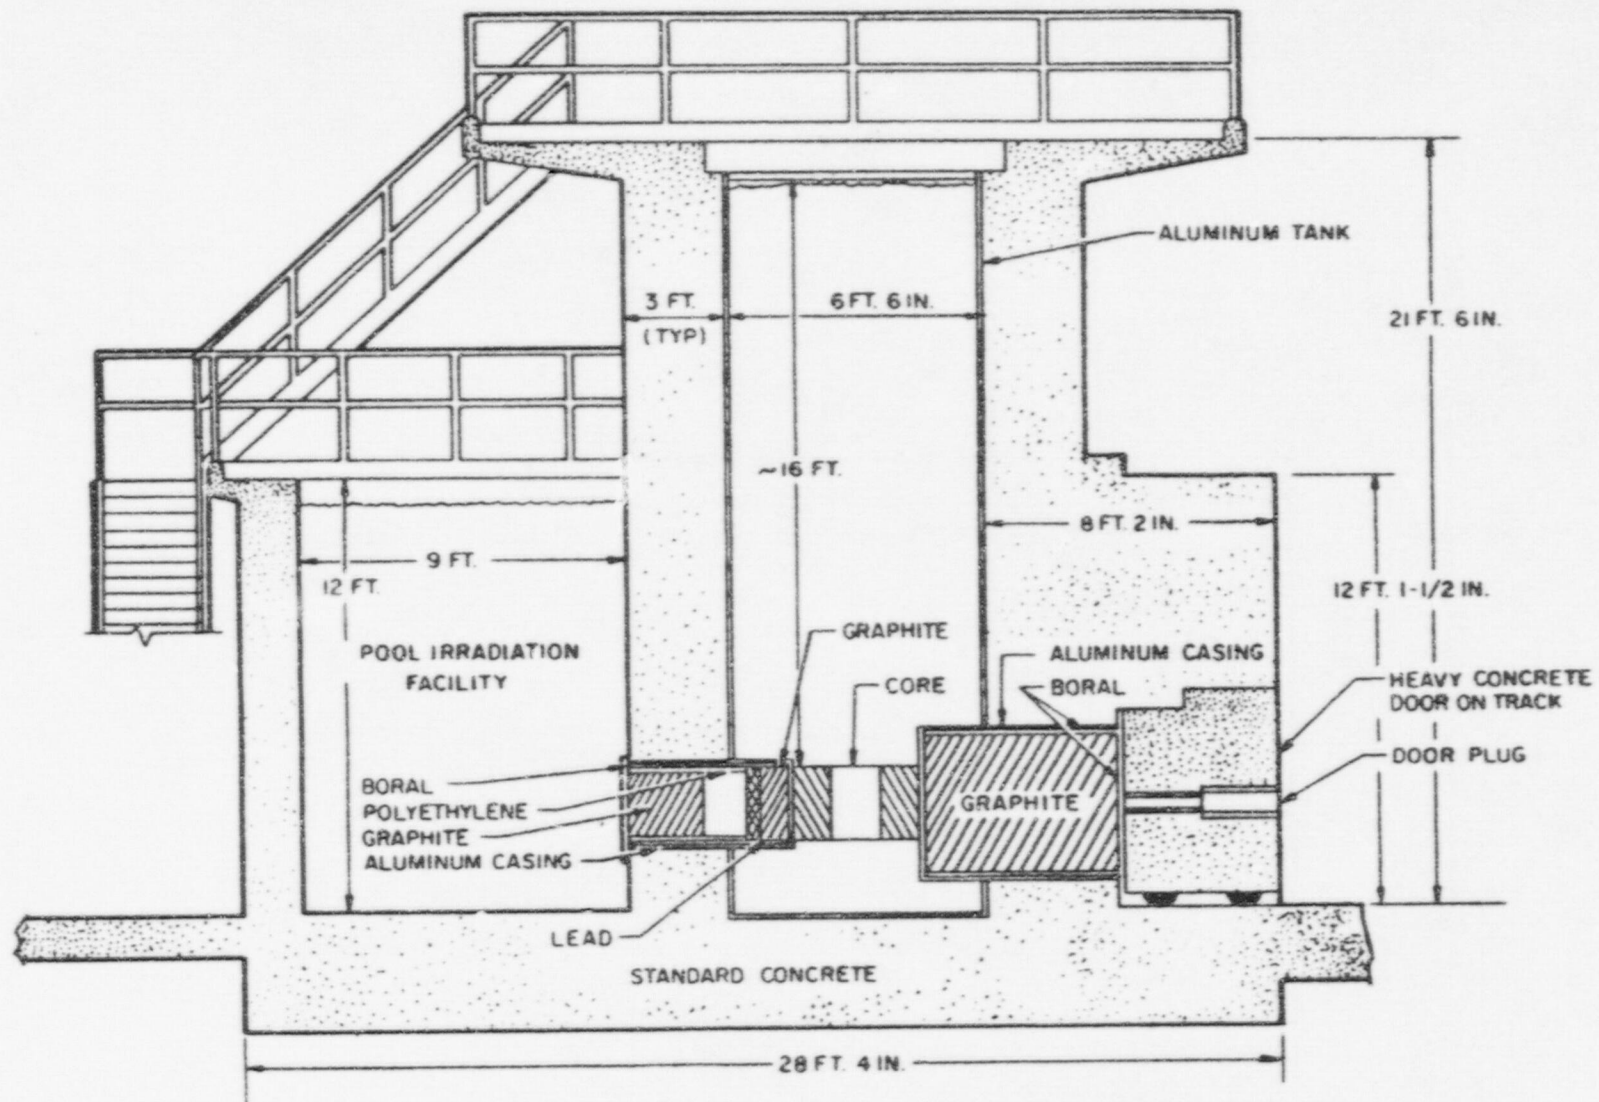 ALUMINUM TANK
3 FT.
(TYP)
6 FT. 6 IN.
21 FT. 6 IN.
~16 FT.
8 FT. 2 IN.
9 FT.
12 FT.
12 FT. 1-1/2 IN.
POOL IRRADIATION
FACILITY
GRAPHITE
CORE
ALUMINUM CASING
BORAL
HEAVY CONCRETE
DOOR ON TRACK
DOOR PLUG
BORAL
POLYETHYLENE
GRAPHITE
ALUMINUM CASING
GRAPHITE
LEAD
STANDARD CONCRETE
28 FT. 4 IN.